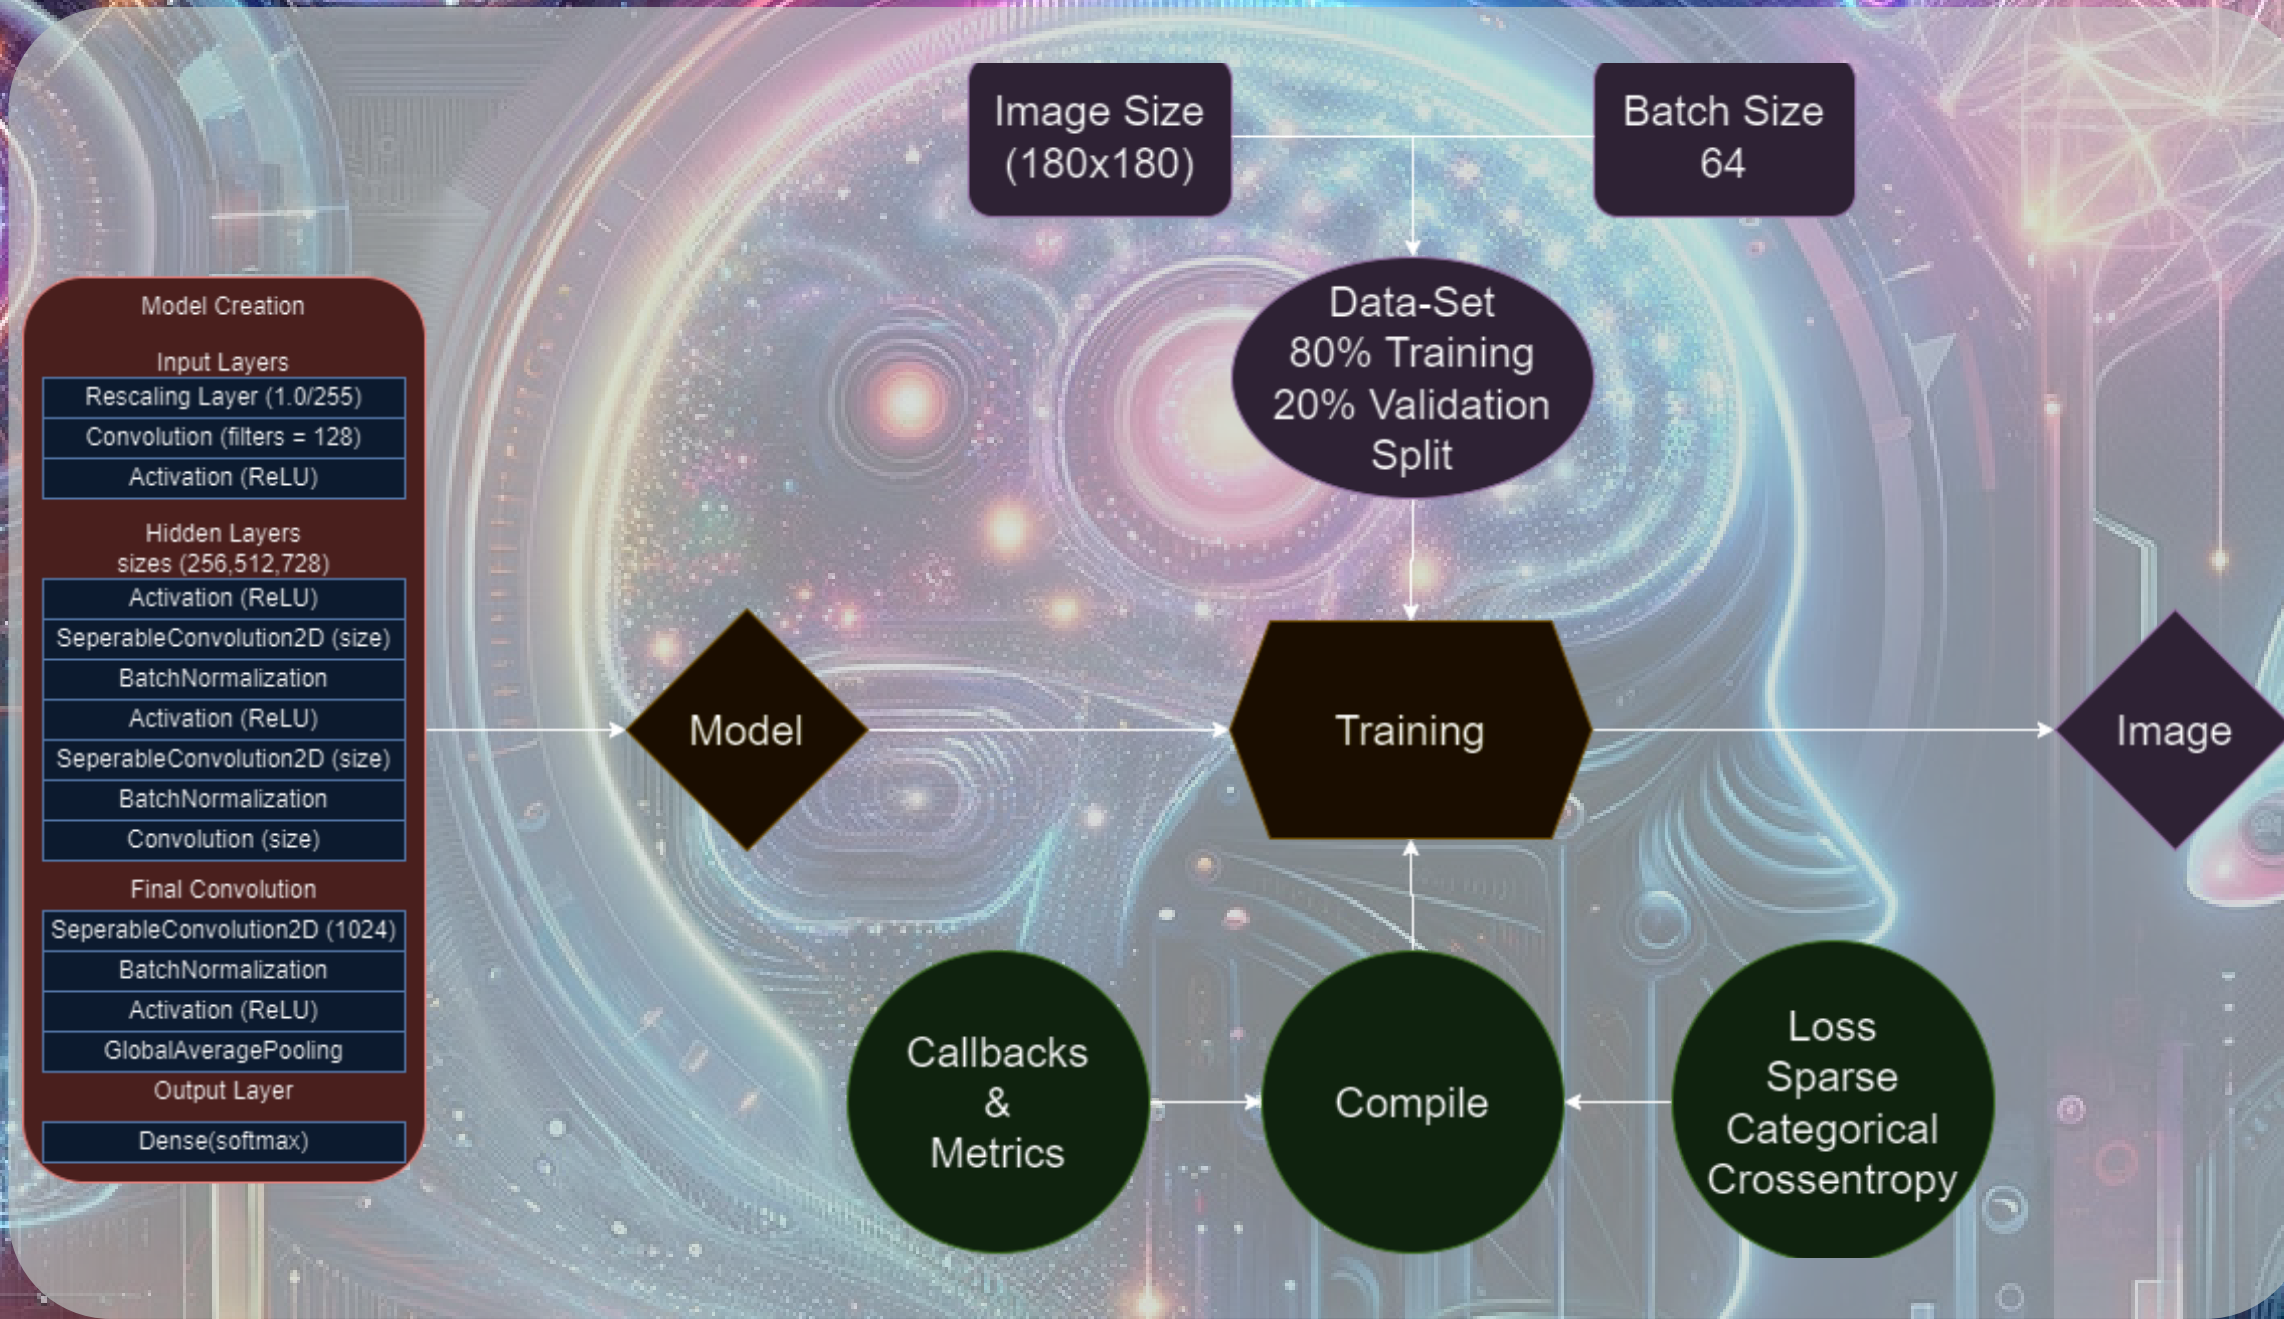 Image Size
(180x180)
Batch Size
64
Data-Set
80% Training
20% Validation
Split
Model Creation
Input Layers
Rescaling Layer (1.0/255)
Convolution (filters = 128)
Activation (ReLU)
Hidden Layers
sizes (256,512,728)
Activation (ReLU)
SeperableConvolution2D (size)
BatchNormalization
Activation (ReLU)
SeperableConvolution2D (size)
BatchNormalization
Convolution (size)
Final Convolution
SeperableConvolution2D (1024)
BatchNormalization
Activation (ReLU)
GlobalAveragePooling
Output Layer
Dense(softmax)
Model
Training
Image
Callbacks
&
Metrics
Compile
Loss
Sparse
Categorical
Crossentropy